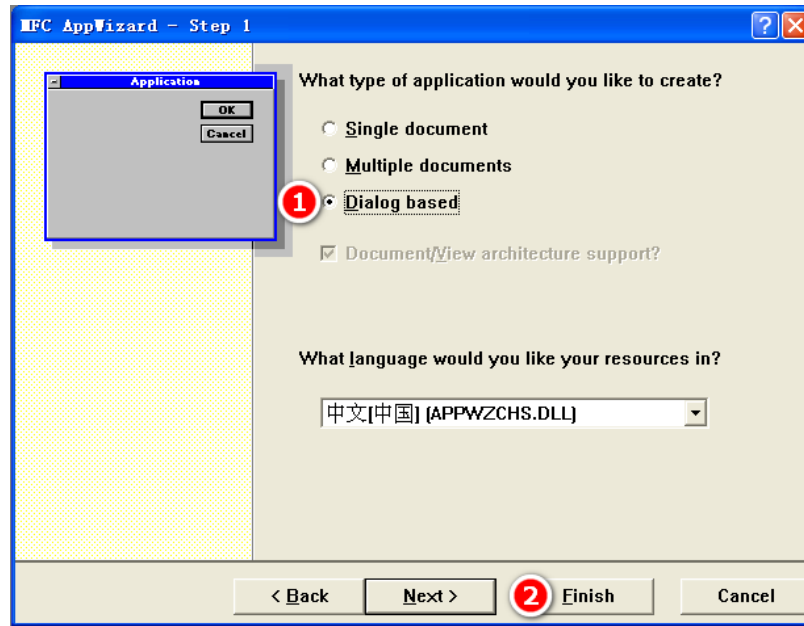 MFC AppWizard - Step 1
Application
OK
Cancel
What type of application would you like to create?
Single document
Multiple documents
1 Dialog based
Document/View architecture support?
What language would you like your resources in?
中文[中国] (APPWZCHS.DLL)
< Back Next > 2 Finish Cancel